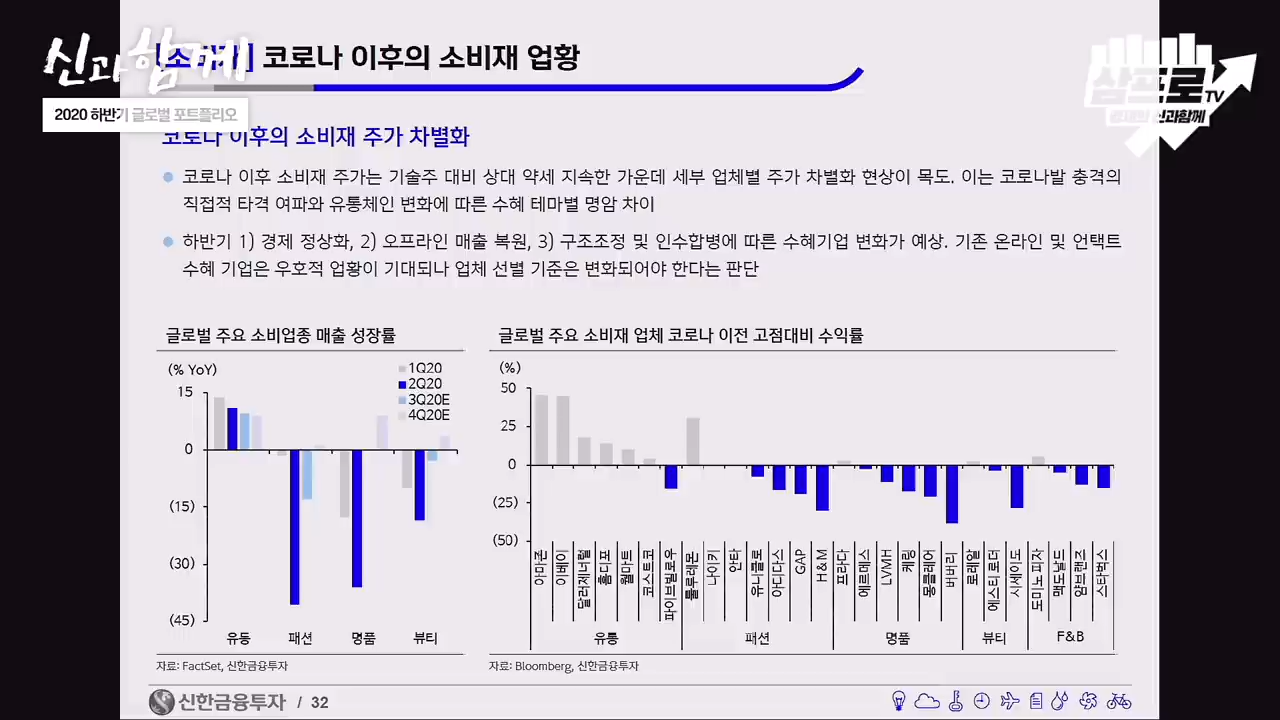 신과함께
2020 하반기 글로벌 포트폴리오
[소비재] 코로나 이후의 소비재 업황
삼프로TV
경제의 신과함께
코로나 이후의 소비재 주가 차별화
코로나 이후 소비재 주가는 기술주 대비 상대 약세 지속한 가운데 세부 업체별 주가 차별화 현상이 목도. 이는 코로나발 충격의
직접적 타격 여파와 유통체인 변화에 따른 수혜 테마별 명암 차이
하반기 1) 경제 정상화, 2) 오프라인 매출 복원, 3) 구조조정 및 인수합병에 따른 수혜기업 변화가 예상. 기존 온라인 및 언택트
수혜 기업은 우호적 업황이 기대되나 업체 선별 기준은 변화되어야 한다는 판단
글로벌 주요 소비업종 매출 성장률
(% YoY)
1Q20
2Q20
3Q20E
4Q20E
15
0
(15)
(30)
(45)
유통 패션 명품 뷰티
자료: FactSet, 신한금융투자
글로벌 주요 소비재 업체 코로나 이전 고점대비 수익률
(%)
50
25
0
(25)
(50)
아마존 이베이 달러제너럴 홈디포 월마트 코스트코 파이브빌로우 룰루레몬 나이키 안타 유니클로 아디다스 GAP H&M 프라다 에르메스 LVMH 케링 몽클레어 버버리 로레알 에스티로더 시세이도 도미노피자 맥도날드 얌브랜즈 스타벅스
유통 패션 명품 뷰티 F&B
자료: Bloomberg, 신한금융투자
신한금융투자 / 32